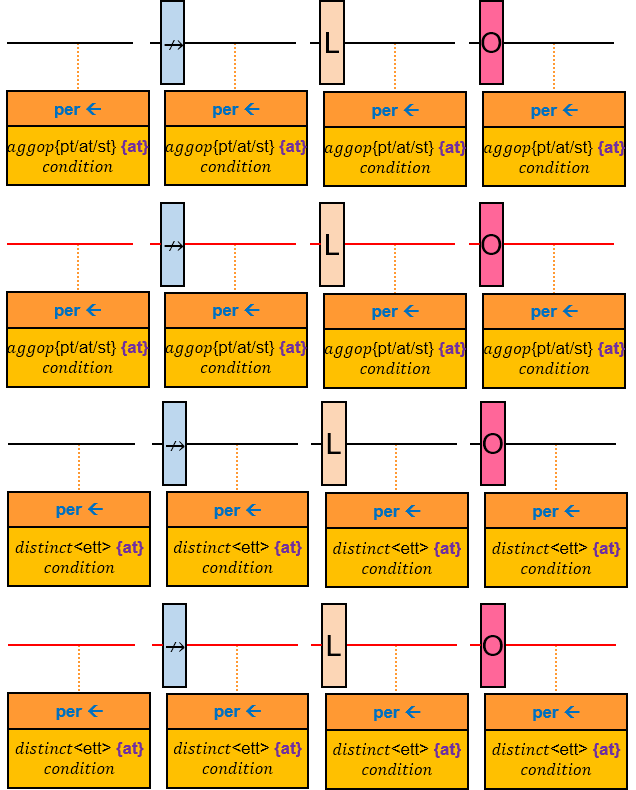 ↛ L O
per ← per ← per ← per ←
aggop{pt/at/st} {at} aggop{pt/at/st} {at} aggop{pt/at/st} {at} aggop{pt/at/st} {at}
condition condition condition condition
↛ L O
per ← per ← per ← per ←
aggop{pt/at/st} {at} aggop{pt/at/st} {at} aggop{pt/at/st} {at} aggop{pt/at/st} {at}
condition condition condition condition
↛ L O
per ← per ← per ← per ←
distinct<ett> {at} distinct<ett> {at} distinct<ett> {at} distinct<ett> {at}
condition condition condition condition
↛ L O
per ← per ← per ← per ←
distinct<ett> {at} distinct<ett> {at} distinct<ett> {at} distinct<ett> {at}
condition condition condition condition